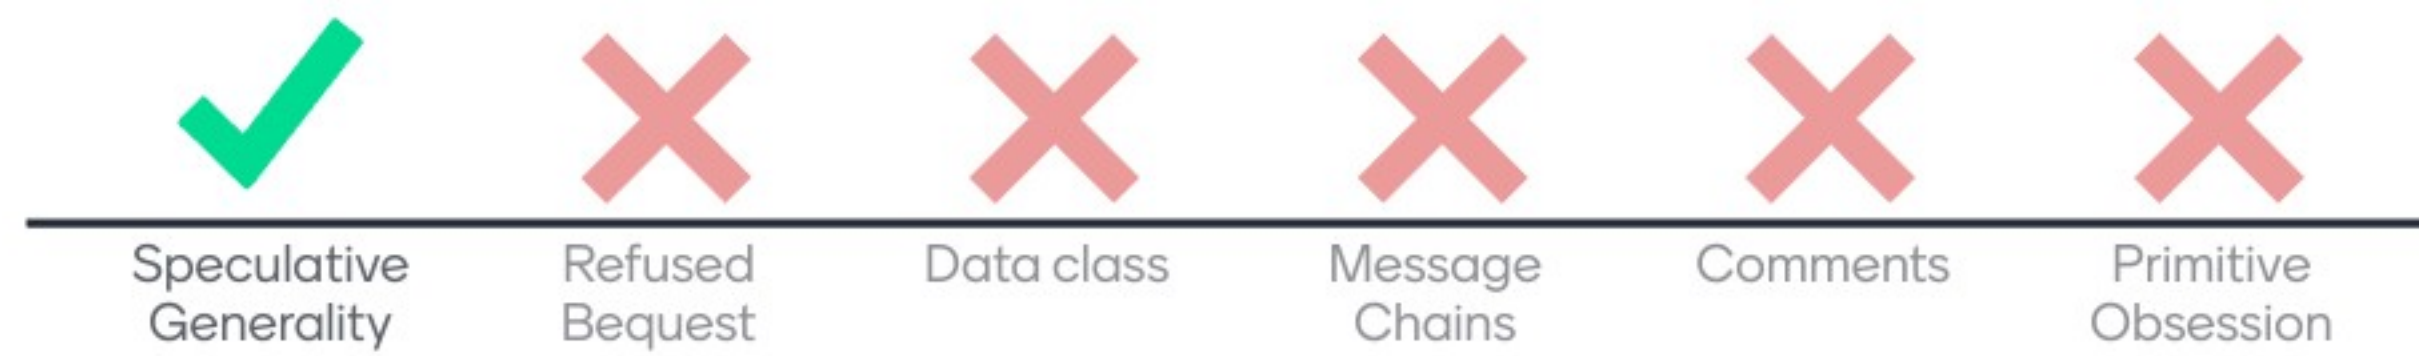 Speculative
Generality
Refused
Bequest
Data class
Message
Chains
Comments
Primitive
Obsession